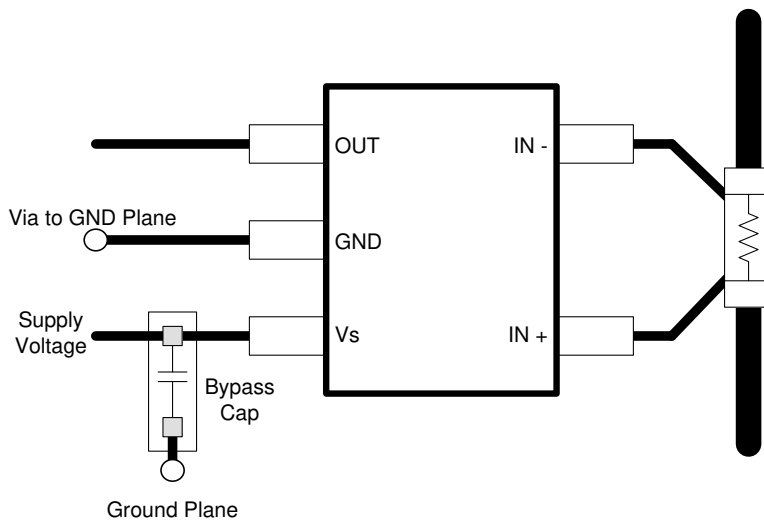 OUT
IN -
Via to GND Plane
GND
Supply
Voltage
Vs
IN +
Bypass
Cap
Ground Plane